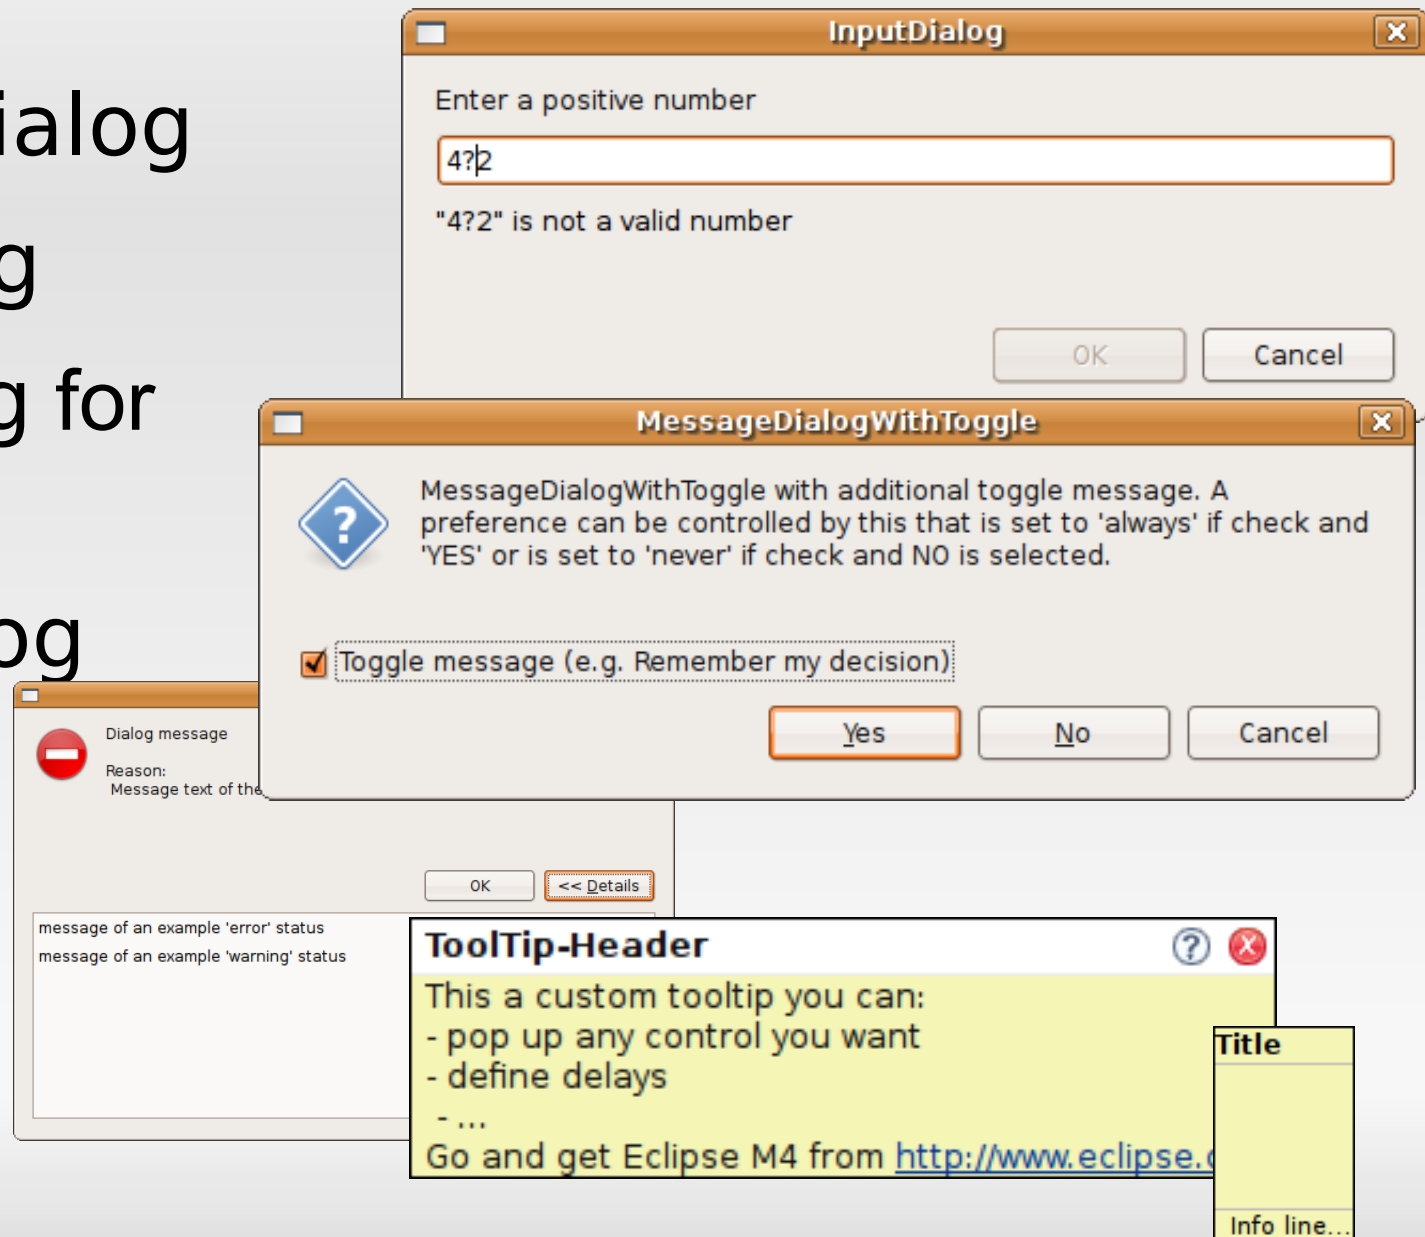 ialog
g
g for
og
InputDialog
Enter a positive number
4?2
"4?2" is not a valid number
OK
Cancel
MessageDialogWithToggle
MessageDialogWithToggle with additional toggle message. A
preference can be controlled by this that is set to 'always' if check and
'YES' or is set to 'never' if check and NO is selected.
Toggle message (e.g. Remember my decision)
Yes
No
Cancel
Dialog message
Reason:
Message text of the
OK
<< Details
message of an example 'error' status
message of an example 'warning' status
ToolTip-Header
This a custom tooltip you can:
- pop up any control you want
- define delays
- ...
Go and get Eclipse M4 from http://www.eclipse.
Title
Info line...